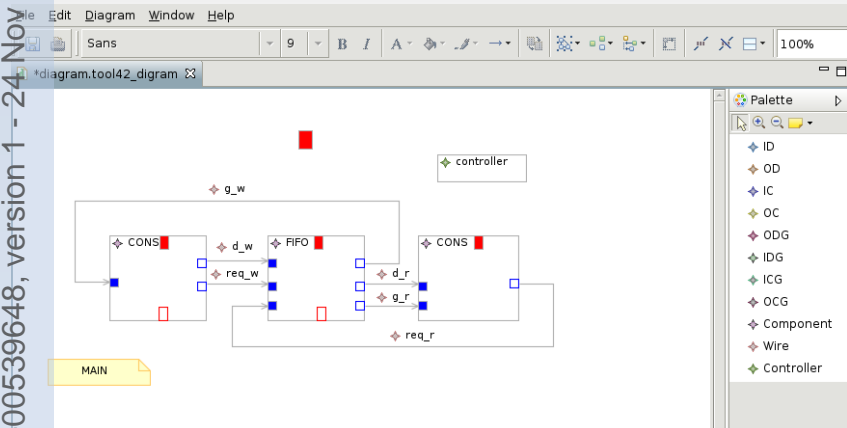 File Edit Diagram Window Help
Sans 9 B I A 100%
*diagram.tool42_digram
Palette
controller
g_w
CONS
d_w
req_w
FIFO
d_r
g_r
CONS
req_r
MAIN
ID
OD
IC
OC
ODG
IDG
ICG
OCG
Component
Wire
Controller
00539648, version 1 - 24 Nov